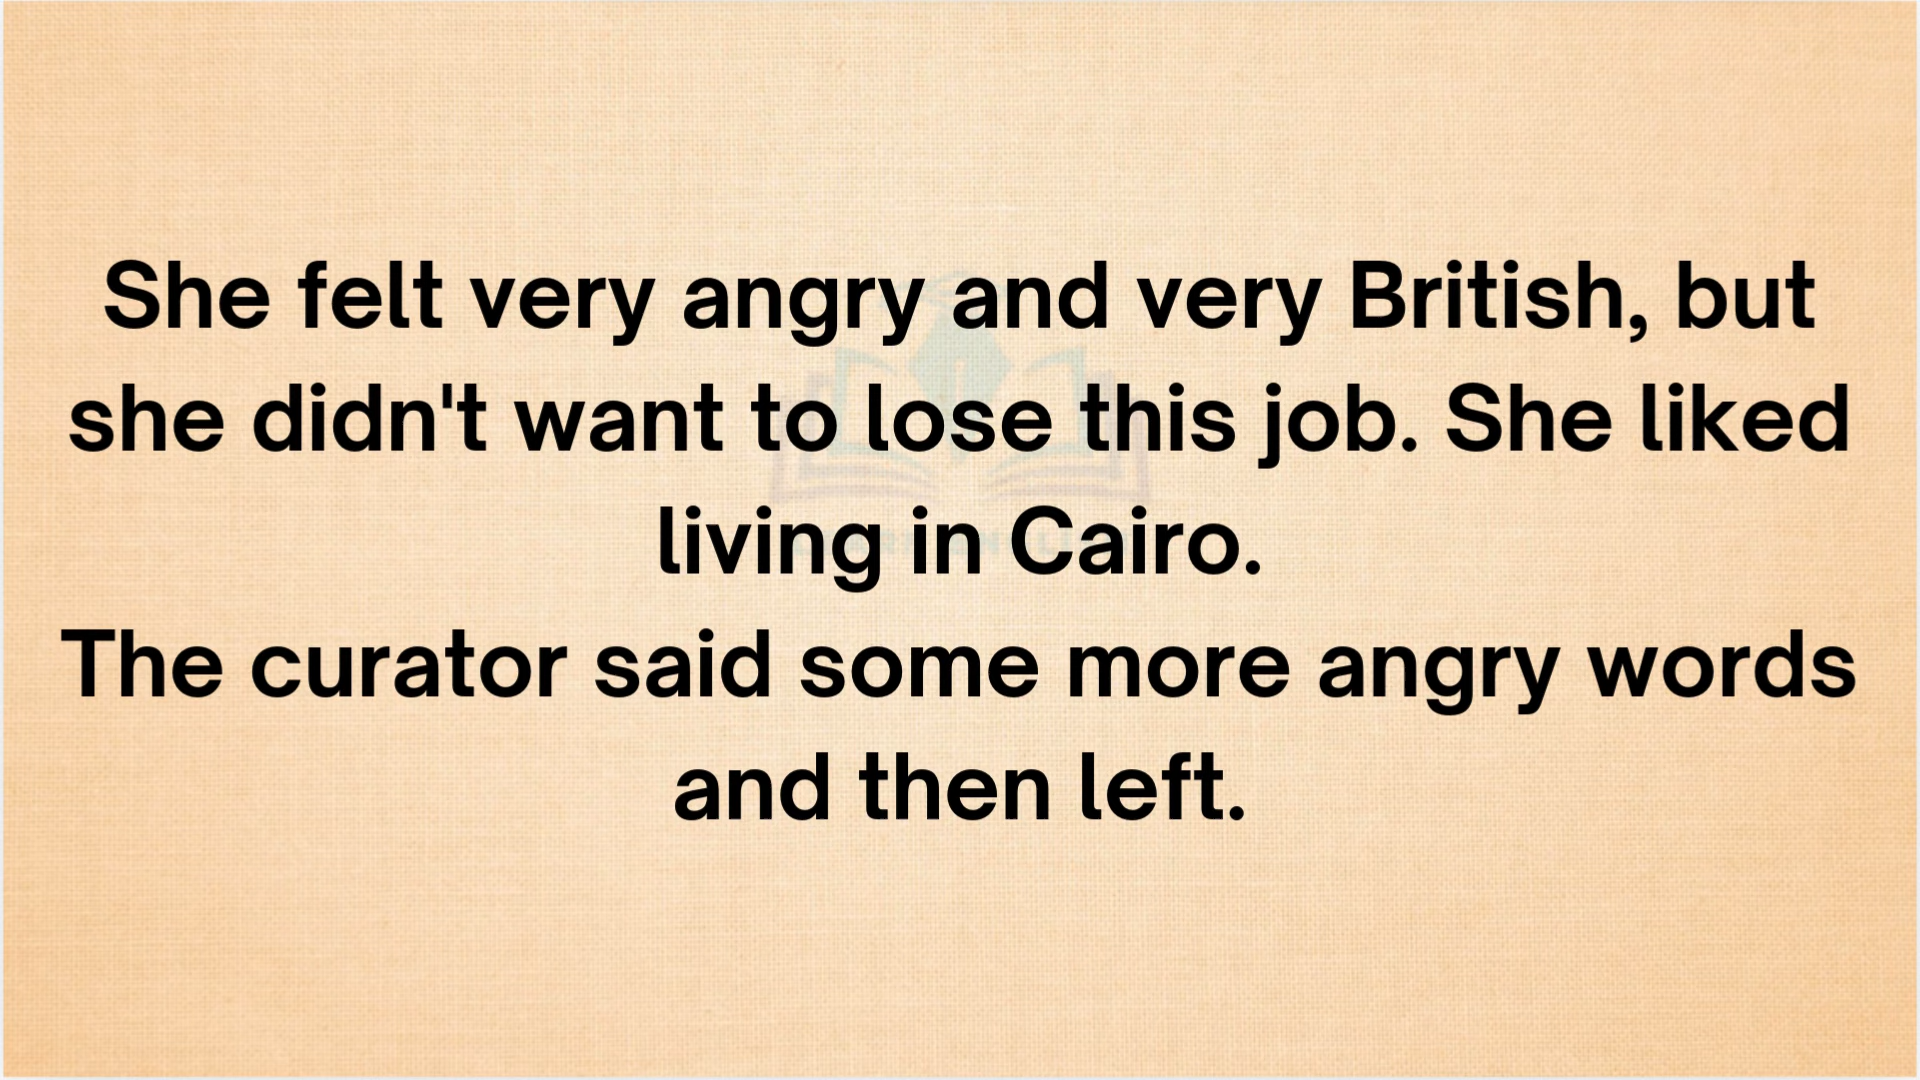 She felt very angry and very British, but
she didn't want to lose this job. She liked
living in Cairo.
The curator said some more angry words
and then left.